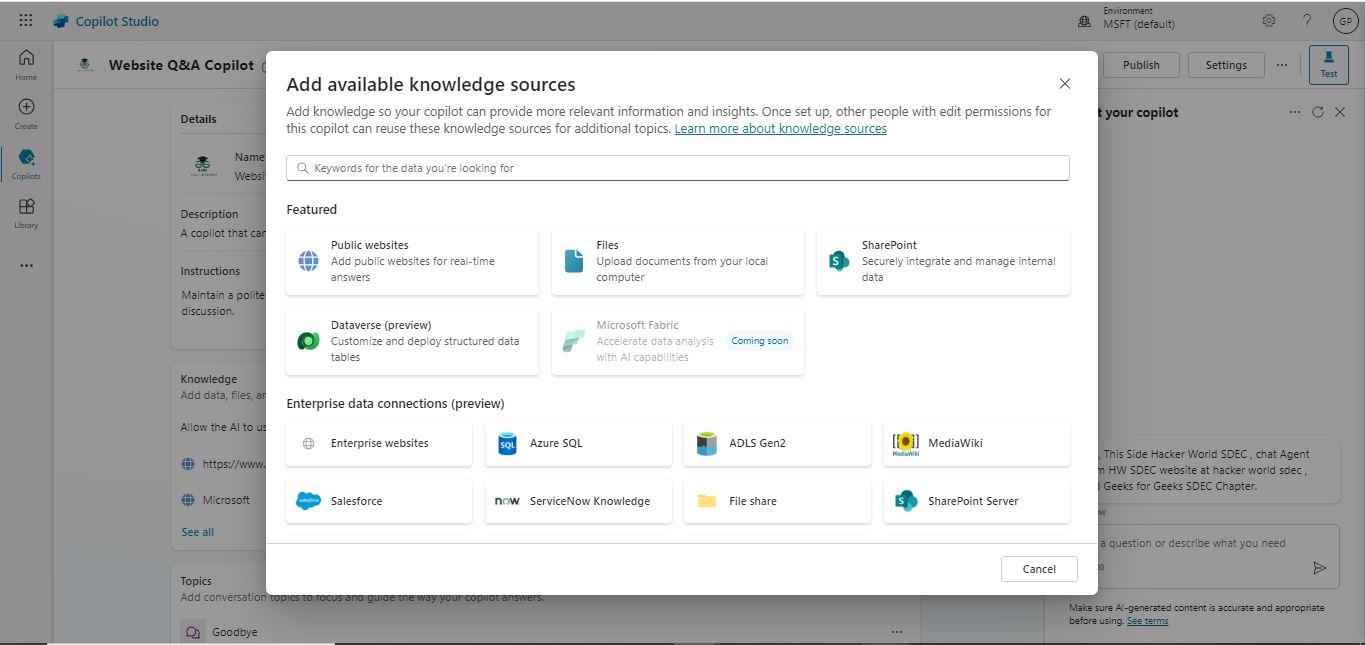 Copilot Studio
Environment
MSFT (default)
GP
Home
Create
Copilots
Library
Website Q&A Copilot
Publish
Settings
Test
Details
Name
Websi
Description
A copilot that can
Instructions
Maintain a polite
discussion.
Knowledge
Add data, files, ar
Allow the AI to us
https://www.
Microsoft
See all
Topics
Add conversation topics to focus and guide the way your copilot answers.
Goodbye
Add available knowledge sources
Add knowledge so your copilot can provide more relevant information and insights. Once set up, other people with edit permissions for
this copilot can reuse these knowledge sources for additional topics. Learn more about knowledge sources
Keywords for the data you're looking for
Featured
Public websites
Add public websites for real-time
answers
Files
Upload documents from your local
computer
SharePoint
Securely integrate and manage internal
data
Dataverse (preview)
Customize and deploy structured data
tables
Microsoft Fabric
Accelerate data analysis
with AI capabilities
Coming soon
Enterprise data connections (preview)
Enterprise websites
SQL
Azure SQL
ADLS Gen2
MediaWiki
MediaWiki
salesforce
Salesforce
now
ServiceNow Knowledge
File share
S
SharePoint Server
Cancel
t your copilot
, This Side Hacker World SDEC , chat Agent
m HW SDEC website at hacker world sdec ,
d Geeks for Geeks SDEC Chapter.
ow
a question or describe what you need
00
Make sure AI-generated content is accurate and appropriate
before using. See terms